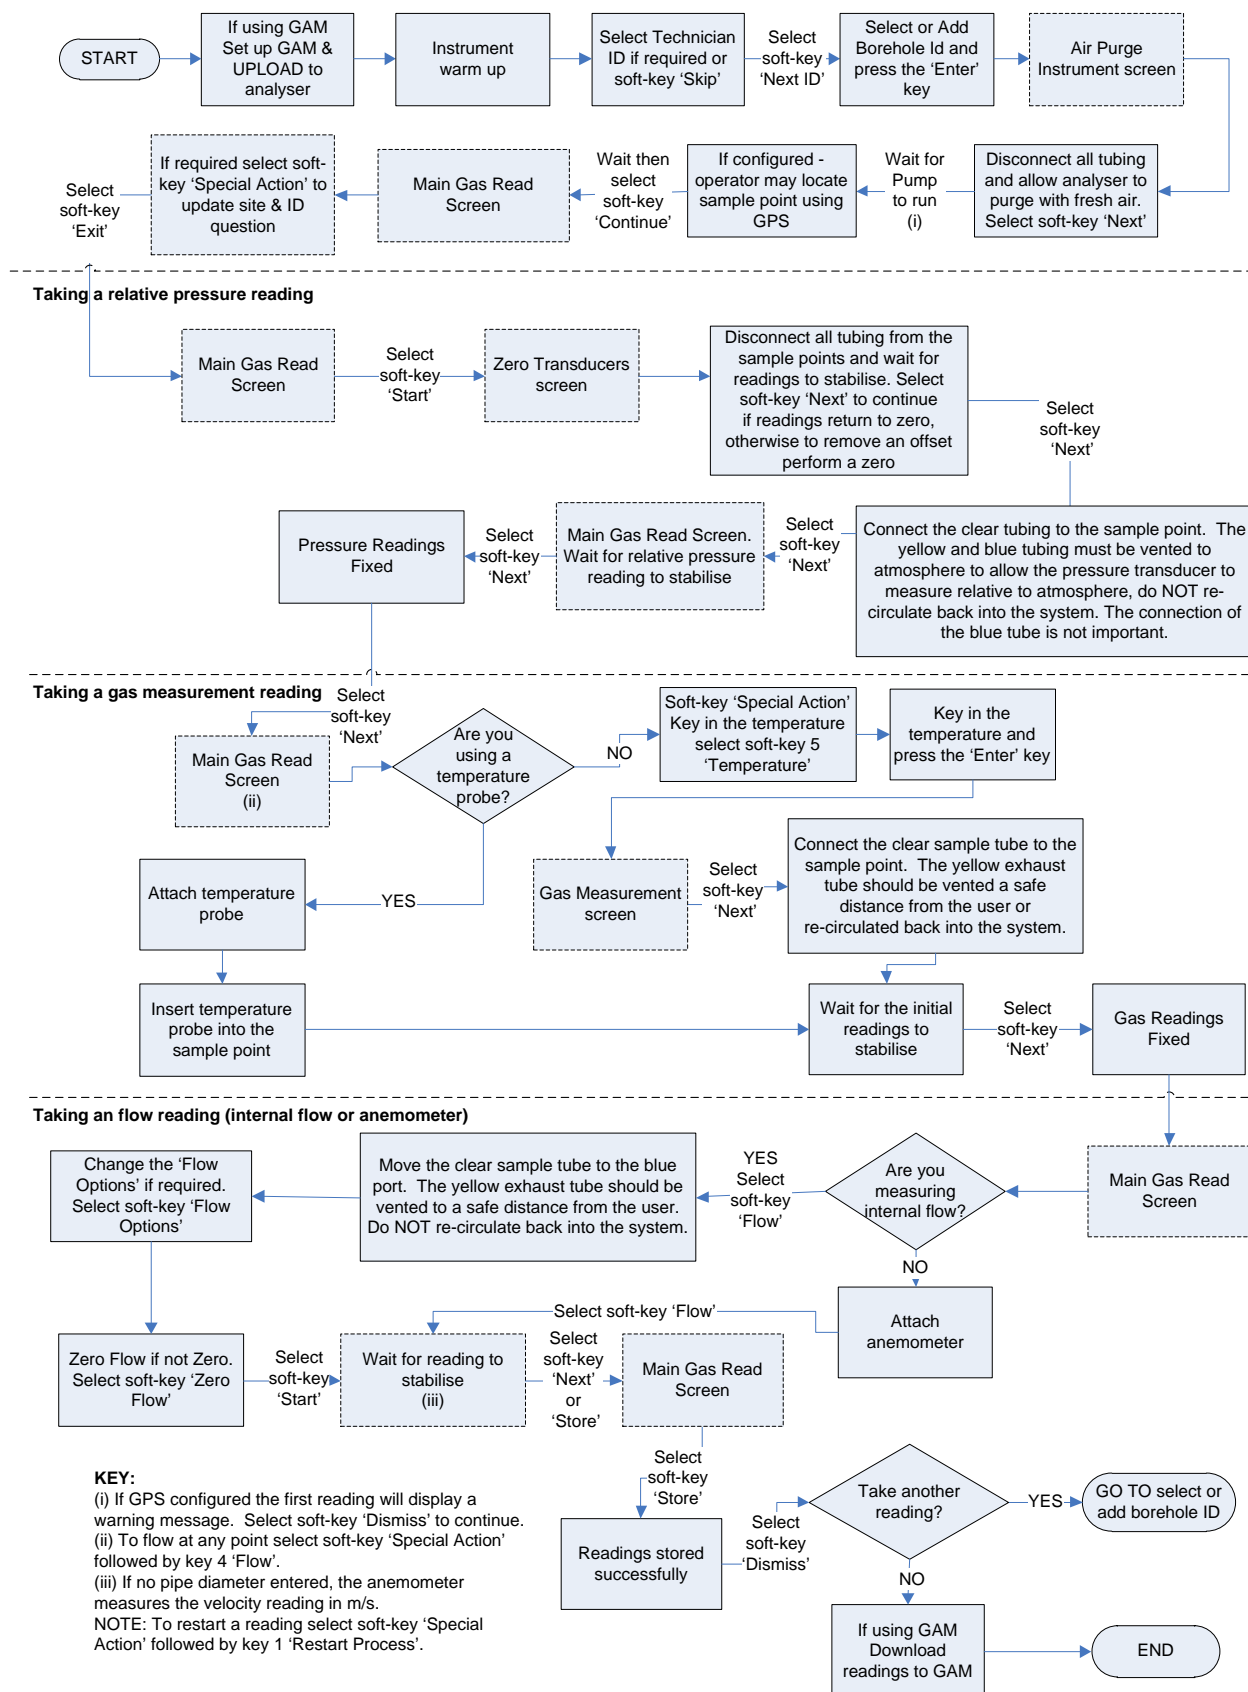 START
If using GAM
Set up GAM &
UPLOAD to
analyser
Instrument
warm up
Select Technician
ID if required or
soft-key ‘Skip’
Select
soft-key
‘Next ID’
Select or Add
Borehole Id and
press the ‘Enter’
key
Air Purge
Instrument screen
Disconnect all tubing
and allow analyser to
purge with fresh air.
Select soft-key ‘Next’
Wait for
Pump
to run
(i)
If configured -
operator may locate
sample point using
GPS
Wait then
select
soft-key
‘Continue’
Main Gas Read
Screen
If required select soft-
key ‘Special Action’ to
update site & ID
question
Select
soft-key
‘Exit’
Taking a relative pressure reading
Main Gas Read
Screen
Select
soft-key
‘Start’
Zero Transducers
screen
Disconnect all tubing from the
sample points and wait for
readings to stabilise. Select
soft-key ‘Next’ to continue
if readings return to zero,
otherwise to remove an offset
perform a zero
Select
soft-key
‘Next’
Connect the clear tubing to the sample point.  The
yellow and blue tubing must be vented to
atmosphere to allow the pressure transducer to
measure relative to atmosphere, do NOT re-
circulate back into the system. The connection of
the blue tube is not important.
Select
soft-key
‘Next’
Main Gas Read Screen.
Wait for relative pressure
reading to stabilise
Select
soft-key
‘Next’
Pressure Readings
Fixed
Taking a gas measurement reading
Select
soft-key
‘Next’
Main Gas Read
Screen
(ii)
Are you
using a
temperature
probe?
NO
Soft-key ‘Special Action’
Key in the temperature
select soft-key 5
‘Temperature’
Key in the
temperature and
press the ‘Enter’ key
Gas Measurement
screen
Select
soft-key
‘Next’
Connect the clear sample tube to the
sample point.  The yellow exhaust
tube should be vented a safe
distance from the user or
re-circulated back into the system.
YES
Attach temperature
probe
Insert temperature
probe into the
sample point
Wait for the initial
readings to
stabilise
Select
soft-key
‘Next’
Gas Readings
Fixed
Taking an flow reading (internal flow or anemometer)
Main Gas Read
Screen
Are you
measuring
internal flow?
YES
Select
soft-key
‘Flow’
Move the clear sample tube to the blue
port.  The yellow exhaust tube should be
vented to a safe distance from the user.
Do NOT re-circulate back into the system.
Change the ‘Flow
Options’ if required.
Select soft-key ‘Flow
Options’
NO
Attach
anemometer
Select soft-key ‘Flow’
Zero Flow if not Zero.
Select soft-key ‘Zero
Flow’
Select
soft-key
‘Start’
Wait for reading to
stabilise
(iii)
Select
soft-key
‘Next’
or
‘Store’
Main Gas Read
Screen
Select
soft-key
‘Store’
Readings stored
successfully
Select
soft-key
‘Dismiss’
Take another
reading?
YES
GO TO select or
add borehole ID
NO
If using GAM
Download
readings to GAM
END
KEY:
(i) If GPS configured the first reading will display a
warning message.  Select soft-key ‘Dismiss’ to continue.
(ii) To flow at any point select soft-key ‘Special Action’
followed by key 4 ‘Flow’.
(iii) If no pipe diameter entered, the anemometer
measures the velocity reading in m/s.
NOTE: To restart a reading select soft-key ‘Special
Action’ followed by key 1 ‘Restart Process’.